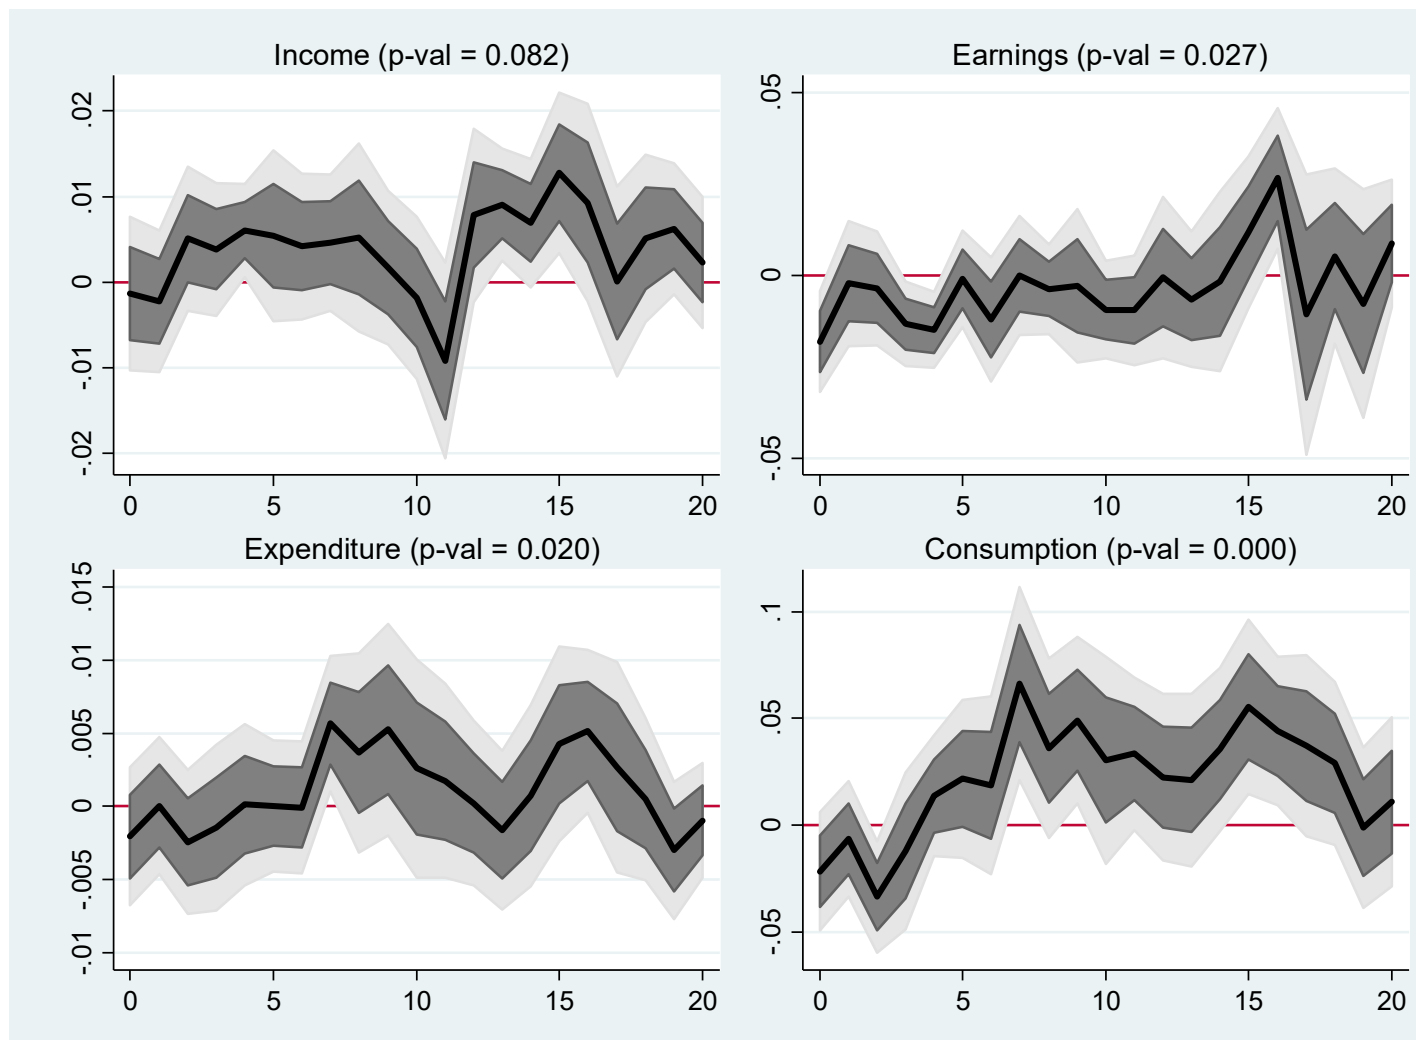 Income (p-val = 0.082)
.02
.01
0
-.01
-.02
0 5 10 15 20
Earnings (p-val = 0.027)
.05
0
-.05
0 5 10 15 20
Expenditure (p-val = 0.020)
.015
.01
.005
0
-.005
-.01
0 5 10 15 20
Consumption (p-val = 0.000)
.1
.05
0
-.05
0 5 10 15 20